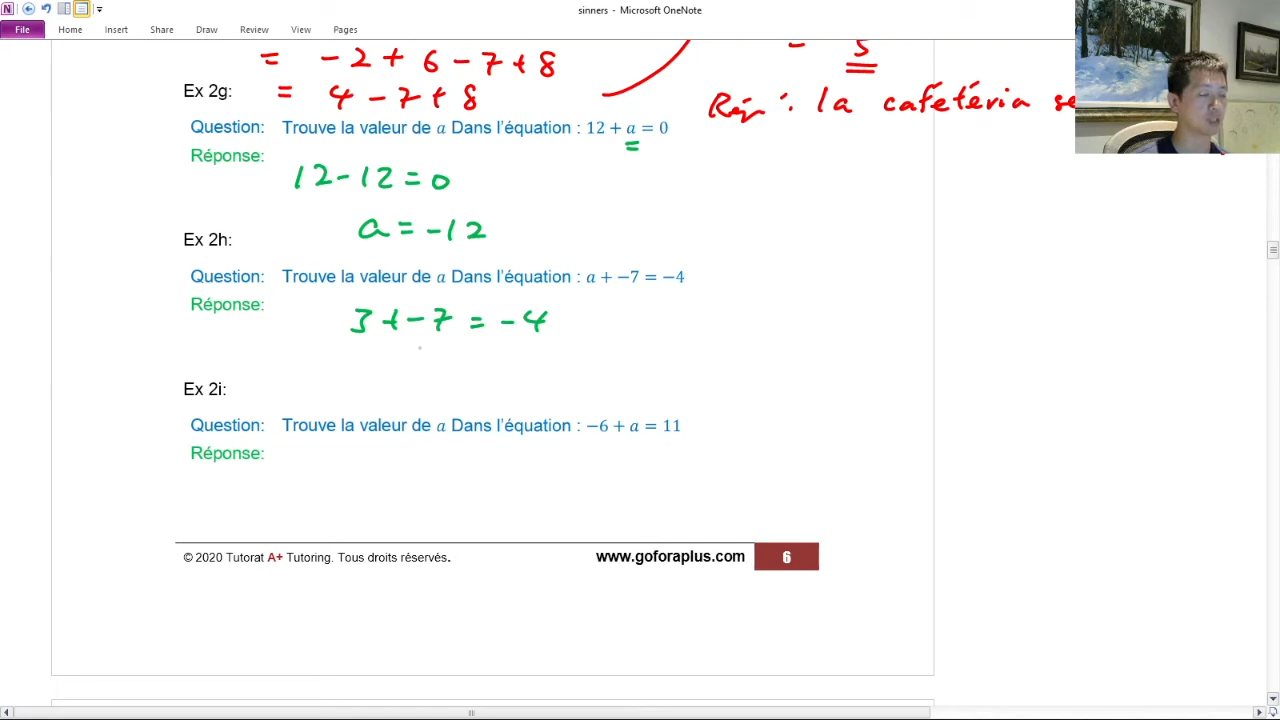 sinners - Microsoft OneNote
File Home Insert Share Draw Review View Pages
= -2 + 6 - 7 + 8
5
Ex 2g:
= 4 - 7 + 8
Rép : la cafétéria se
Question: Trouve la valeur de a Dans l'équation : 12 + a = 0
=
Réponse:
12 - 12 = 0
a = -12
Ex 2h:
Question: Trouve la valeur de a Dans l'équation : a + −7 = −4
Réponse:
3 + - 7 = - 4
Ex 2i:
Question: Trouve la valeur de a Dans l'équation : −6 + a = 11
Réponse:
© 2020 Tutorat A+ Tutoring. Tous droits réservés. www.goforaplus.com 6